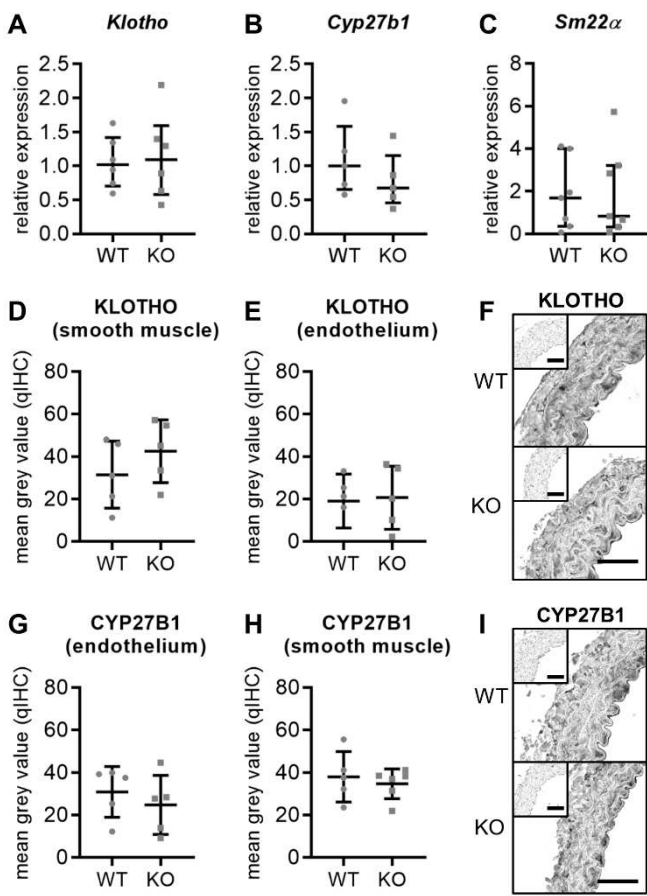 A
Klotho
relative expression
2.5
2.0
1.5
1.0
0.5
0.0
WT KO
B
Cyp27b1
relative expression
2.5
2.0
1.5
1.0
0.5
0.0
WT KO
C
Sm22α
relative expression
8
6
4
2
0
WT KO
D
KLOTHO
(smooth muscle)
mean grey value (qIHC)
80
60
40
20
0
WT KO
E
KLOTHO
(endothelium)
mean grey value (qIHC)
80
60
40
20
0
WT KO
F
KLOTHO
WT
KO
G
CYP27B1
(endothelium)
mean grey value (qIHC)
80
60
40
20
0
WT KO
H
CYP27B1
(smooth muscle)
mean grey value (qIHC)
80
60
40
20
0
WT KO
I
CYP27B1
WT
KO